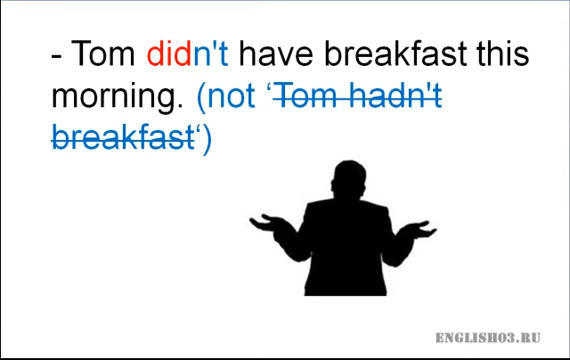 - Tom didn't have breakfast this
morning. (not ‘Tom hadn't
breakfast‘)
ENGLISH03.RU